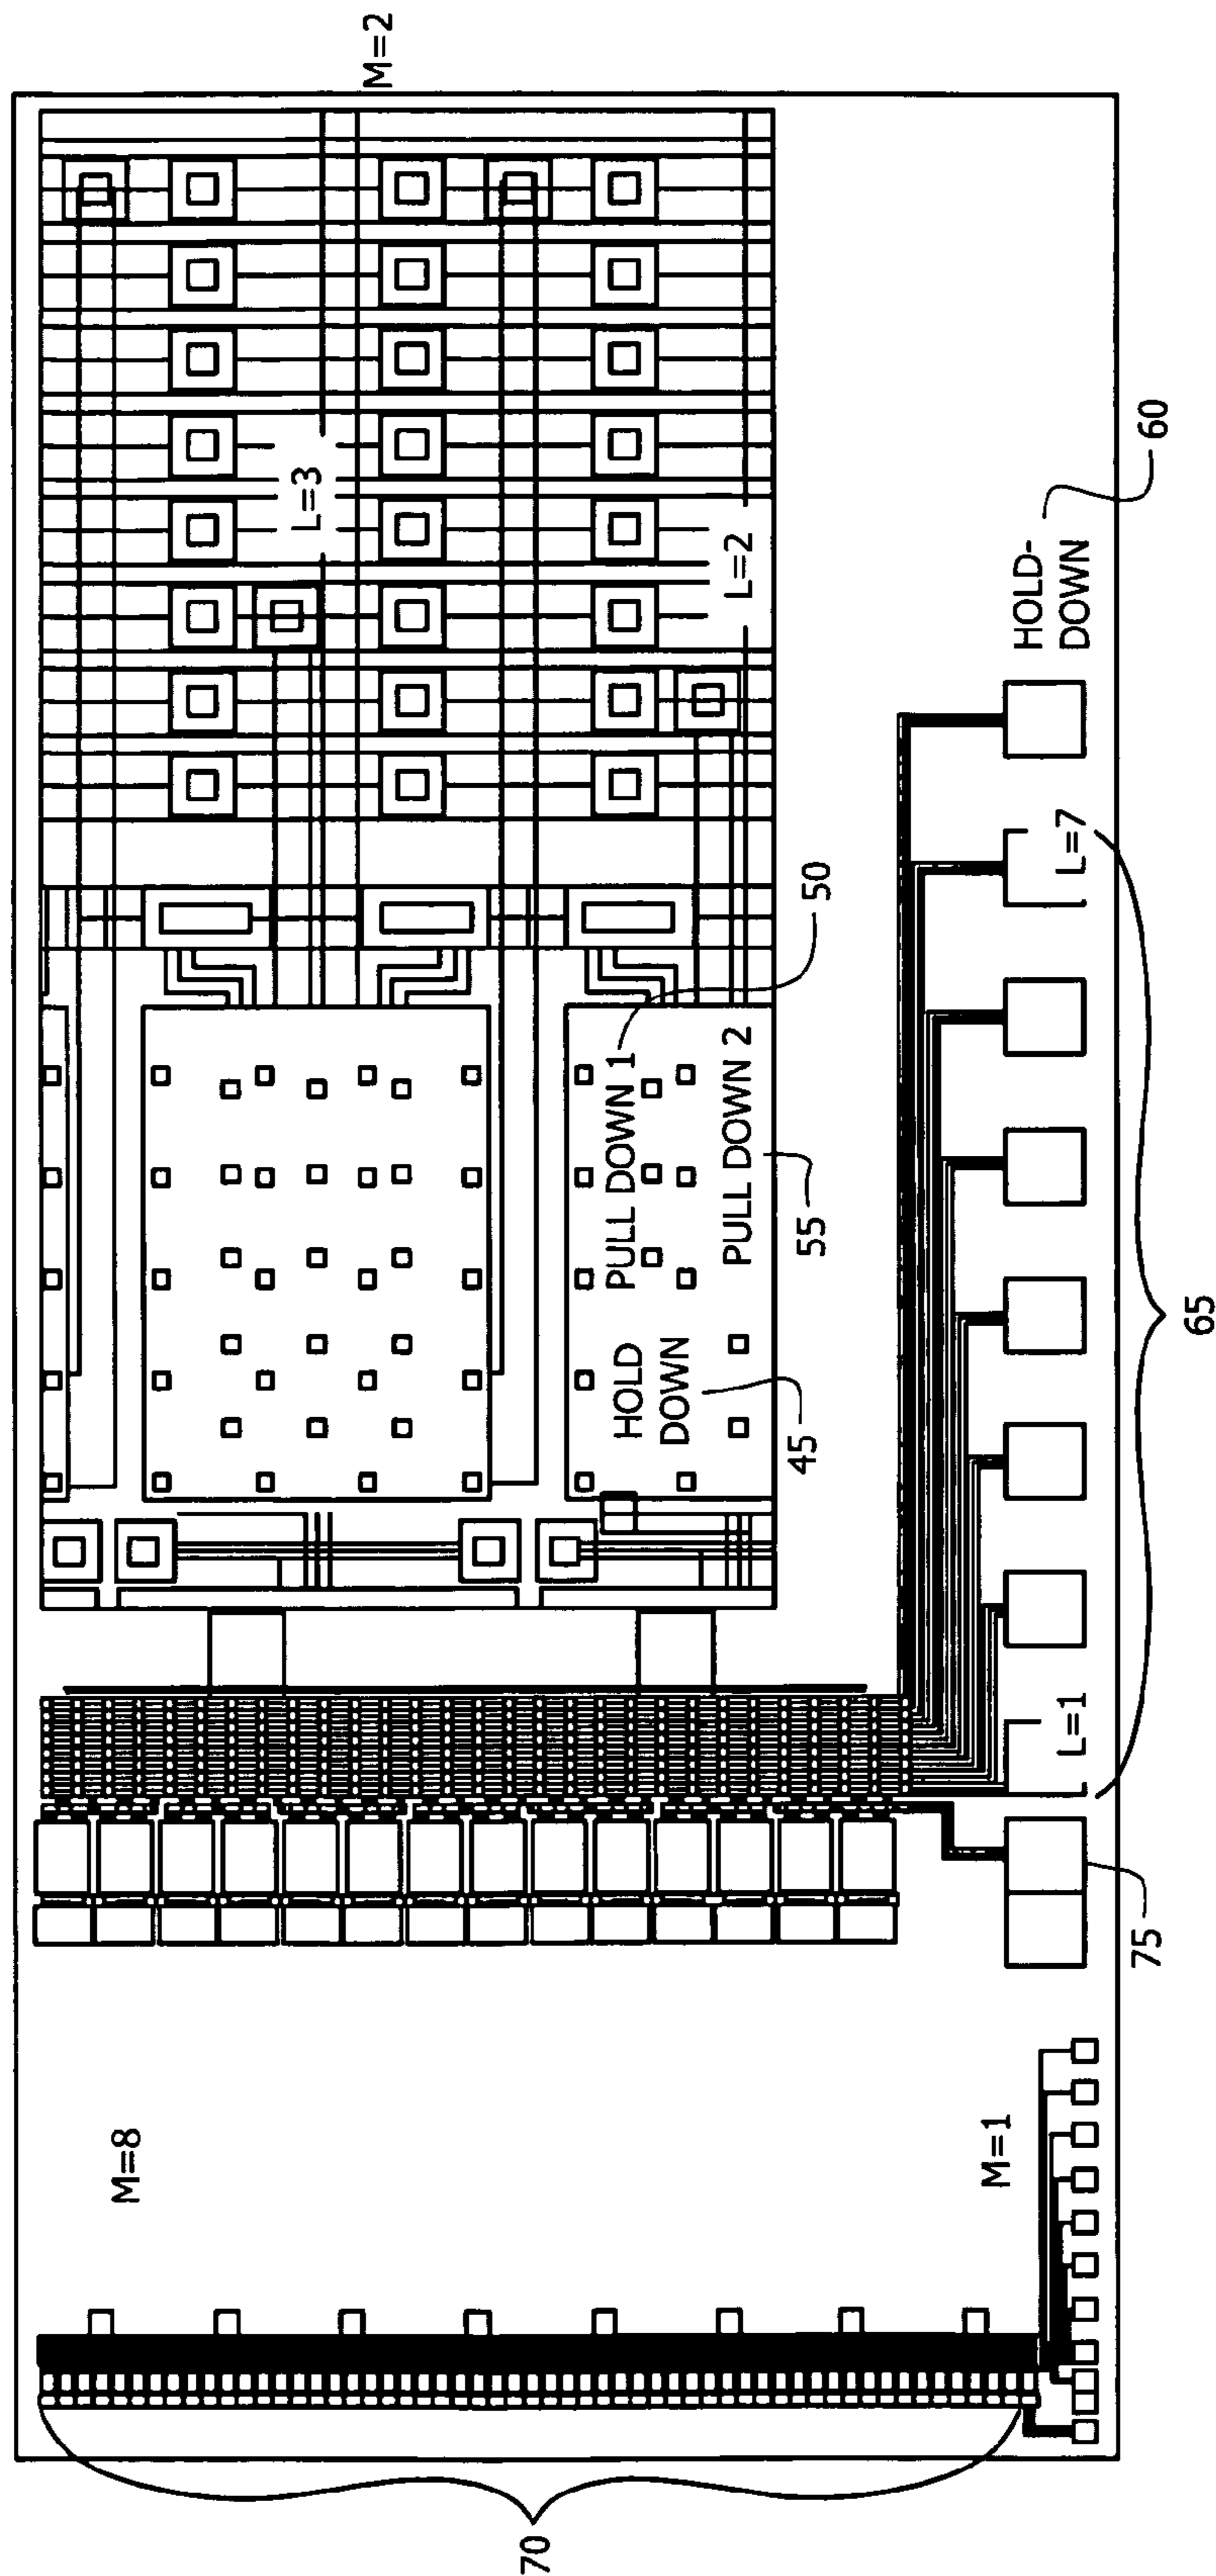 M=8
M=1
M=2
L=3
L=2
PULL DOWN 1
50
HOLD
DOWN
45
PULL DOWN 2
55
HOLD-
DOWN
60
L=1
L=7
65
70
75